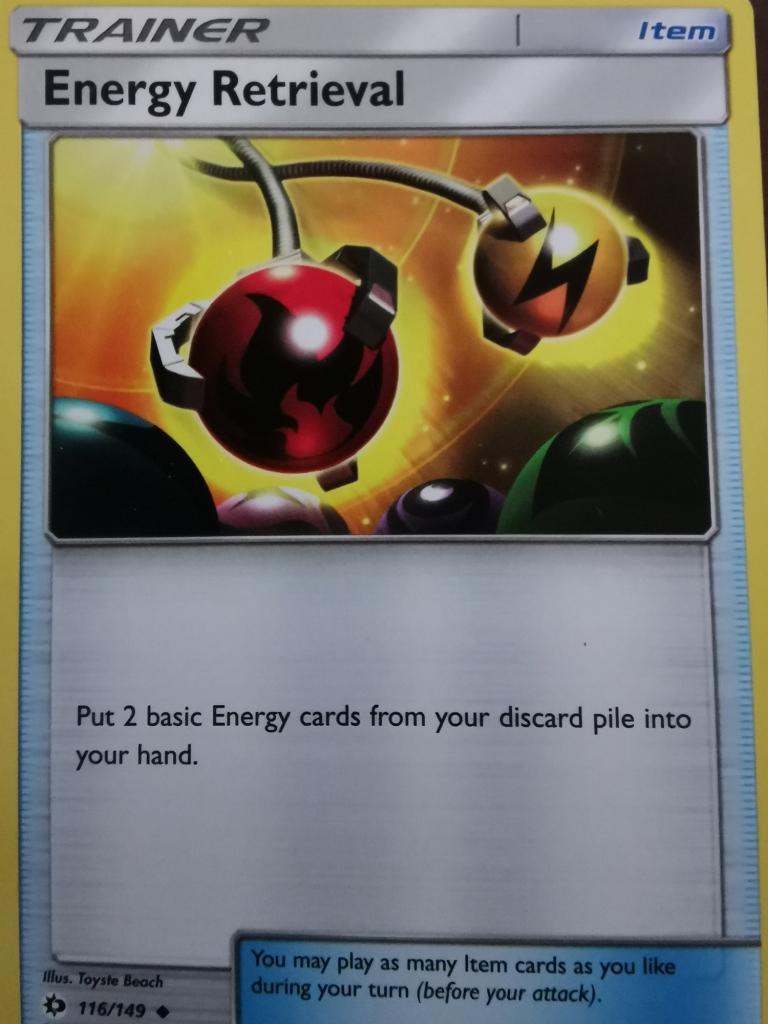 TRAINER
Item
Energy Retrieval
Put 2 basic Energy cards from your discard pile into
your hand.
You may play as many Item cards as you like
during your turn (before your attack).
Illus. Toyste Beach
116/149